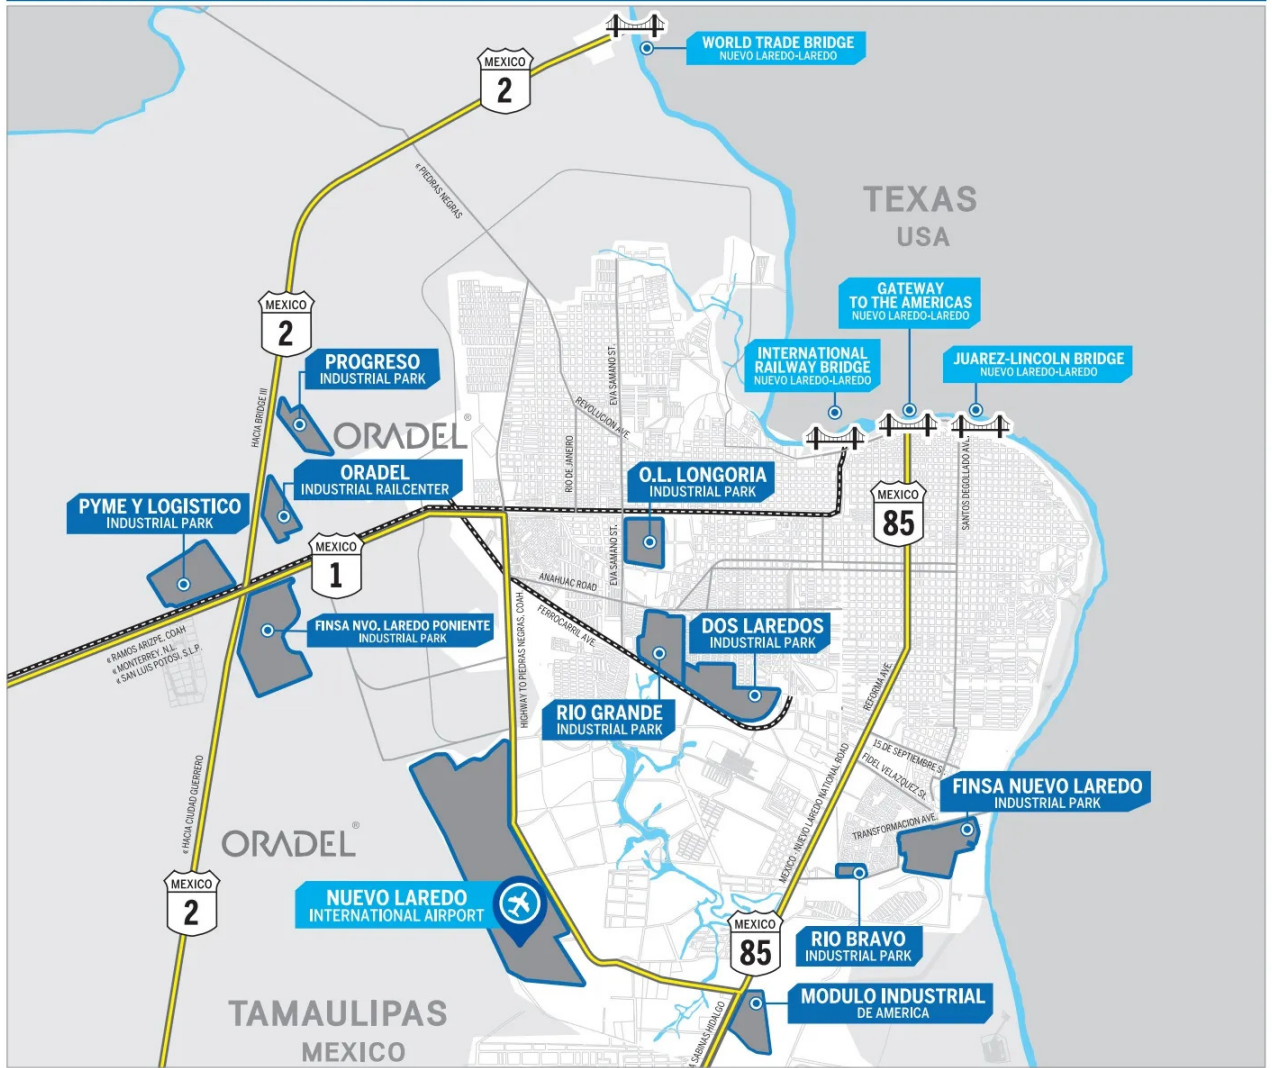 WORLD TRADE BRIDGE
NUEVO LAREDO-LAREDO
MEXICO
2
« PIEDRAS NEGRAS
TEXAS
USA
GATEWAY
TO THE AMERICAS
NUEVO LAREDO-LAREDO
MEXICO
2
INTERNATIONAL
RAILWAY BRIDGE
NUEVO LAREDO-LAREDO
JUAREZ-LINCOLN BRIDGE
NUEVO LAREDO-LAREDO
PROGRESO
INDUSTRIAL PARK
EVA SAMANO ST.
HACIA BRIDGE III
REVOLUCION AVE.
ORADEL®
RIO DE JANEIRO
SANTOS DEGOLLADO AVE.
ORADEL
INDUSTRIAL RAILCENTER
O.L. LONGORIA
INDUSTRIAL PARK
PYME Y LOGISTICO
INDUSTRIAL PARK
MEXICO
85
MEXICO
1
EVA SAMANO ST.
ANAHUAC ROAD
FERROCARRIL AVE.
FINSA NVO. LAREDO PONIENTE
INDUSTRIAL PARK
DOS LAREDOS
INDUSTRIAL PARK
« RAMOS ARIZPE, COAH
« MONTERREY, N.L.
« SAN LUIS POTOSI, S.L.P.
HIGHWAY TO PIEDRAS NEGRAS, COAH.
REFORMA AVE.
RIO GRANDE
INDUSTRIAL PARK
15 DE SEPTIEMBRE S.
FIDEL VELAZQUEZ St.
MEXICO - NUEVO LAREDO NATIONAL ROAD
FINSA NUEVO LAREDO
INDUSTRIAL PARK
TRANSFORMACION AVE.
« HACIA CIUDAD GUERRERO
ORADEL®
MEXICO
2
NUEVO LAREDO
INTERNATIONAL AIRPORT
MEXICO
85
RIO BRAVO
INDUSTRIAL PARK
MODULO INDUSTRIAL
DE AMERICA
TAMAULIPAS
MEXICO
A SABINAS HIDALGO